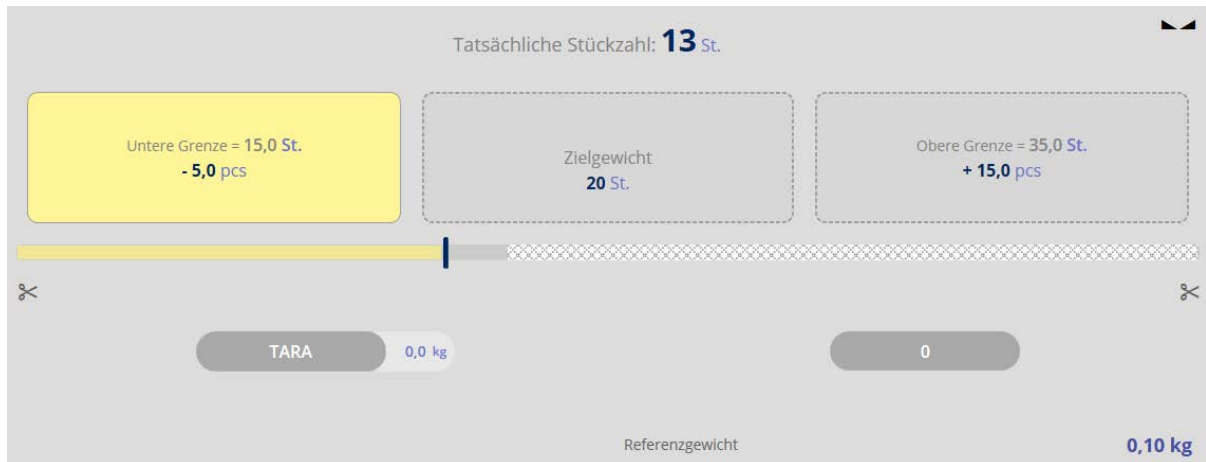 Tatsächliche Stückzahl: 13 St.
Untere Grenze = 15,0 St.
- 5,0 pcs
Zielgewicht
20 St.
Obere Grenze = 35,0 St.
+ 15,0 pcs
TARA 0,0 kg
0
Referenzgewicht 0,10 kg